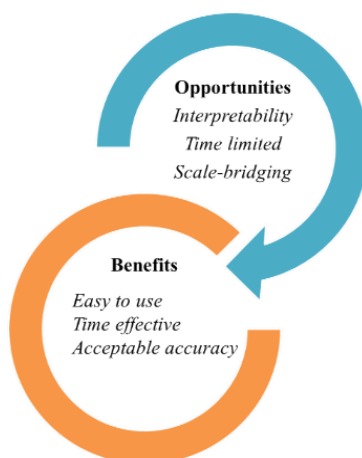 Opportunities
Interpretability
Time limited
Scale-bridging
Benefits
Easy to use
Time effective
Acceptable accuracy